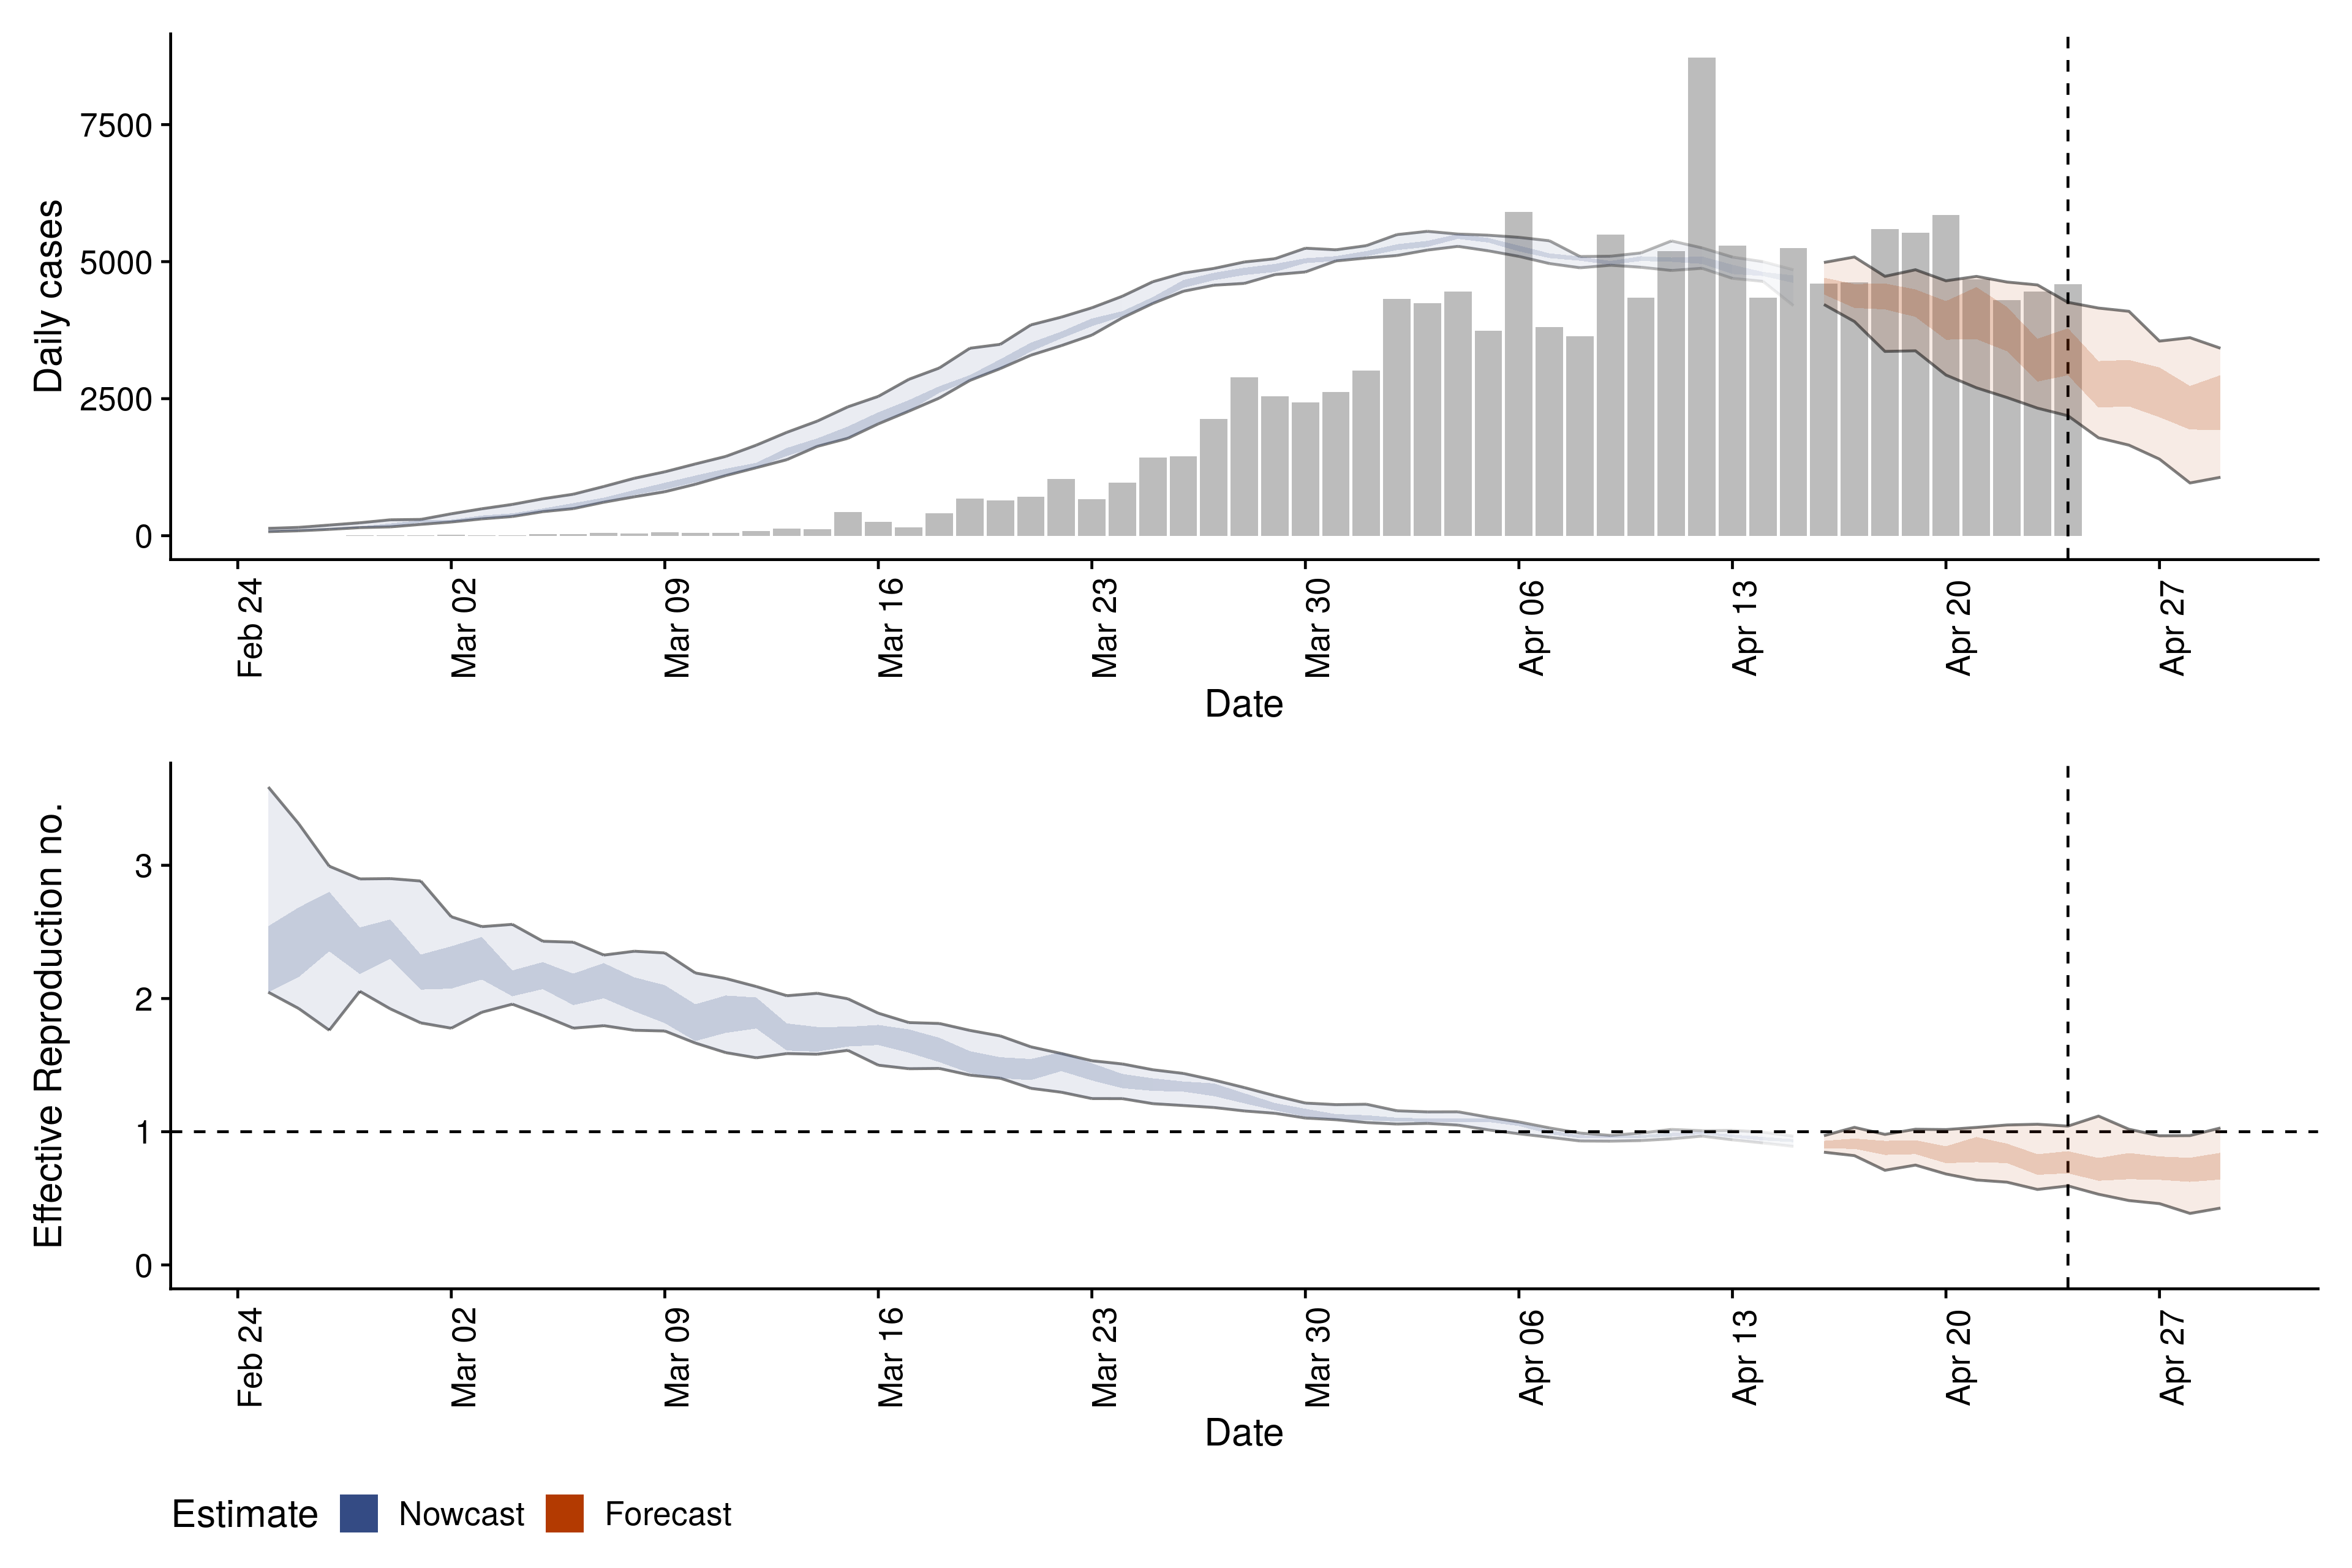 Daily cases
7500
5000
2500
0
Feb 24
Mar 02
Mar 09
Mar 16
Mar 23
Mar 30
Apr 06
Apr 13
Apr 20
Apr 27
Date
Effective Reproduction no.
3
2
1
0
Feb 24
Mar 02
Mar 09
Mar 16
Mar 23
Mar 30
Apr 06
Apr 13
Apr 20
Apr 27
Date
Estimate Nowcast Forecast